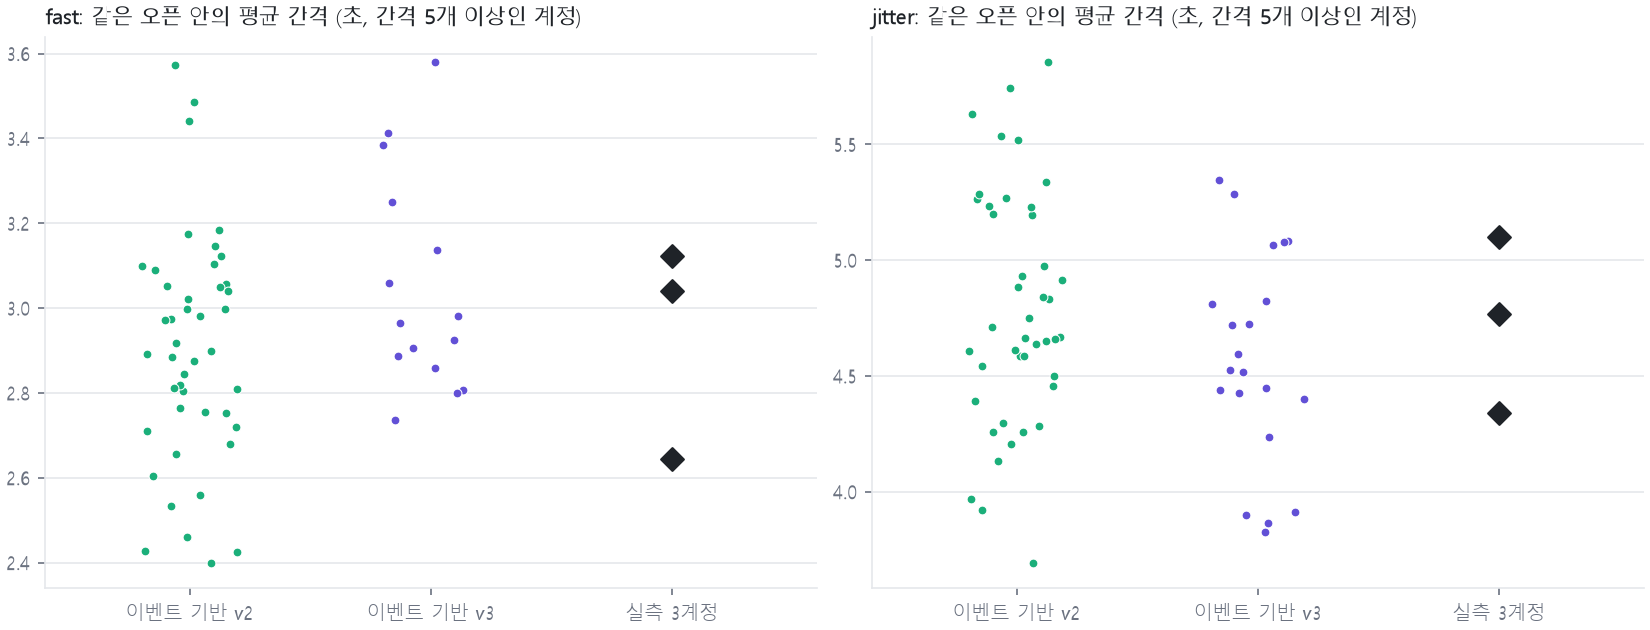 fast: 같은 오픈 안의 평균 간격 (초, 간격 5개 이상인 계정)
3.6
3.4
3.2
3.0
2.8
2.6
2.4
이벤트 기반 v2
이벤트 기반 v3
실측 3계정
jitter: 같은 오픈 안의 평균 간격 (초, 간격 5개 이상인 계정)
5.5
5.0
4.5
4.0
이벤트 기반 v2
이벤트 기반 v3
실측 3계정